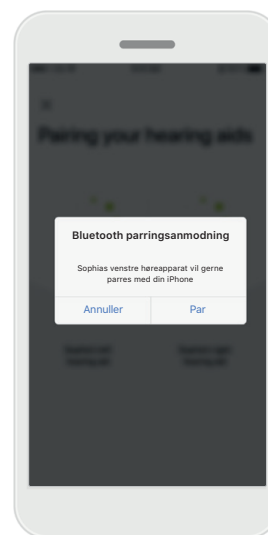 Pairing your hearing aids
Bluetooth parringsanmodning
Sophias venstre høreapparat vil gerne
parres med din iPhone
Annuller
Par